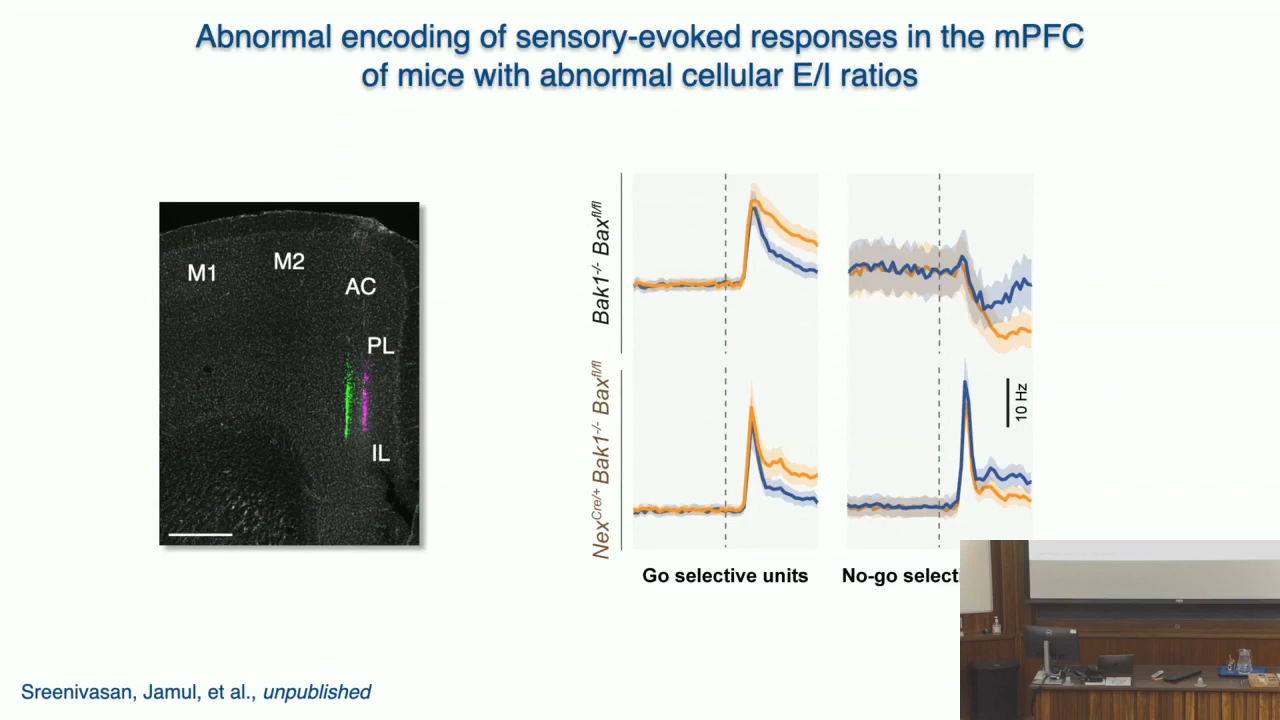 Abnormal encoding of sensory-evoked responses in the mPFC
of mice with abnormal cellular E/I ratios
M1
M2
AC
PL
IL
Bak1-/- Baxfl/fl
NexCre/+ Bak1-/- Baxfl/fl
10 Hz
Go selective units
No-go selecti
Sreenivasan, Jamul, et al., unpublished